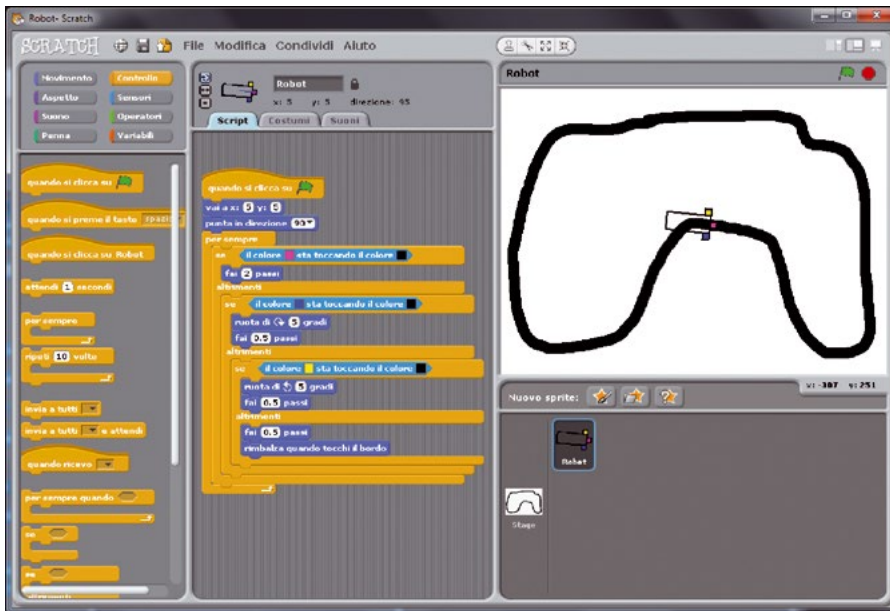 Robot- Scratch
SCRATCH File Modifica Condividi Aiuto
Movimento Controllo
Aspetto Sensori
Suono Operatori
Penna Variabili
quando si clicca su
quando si preme il tasto spazio
quando si clicca su Robot
attendi 1 secondi
per sempre
ripeti 10 volte
invia a tutti
invia a tutti e attendi
quando ricevo
per sempre quando
se
se
altrimenti
Robot
x: 5 y: 5 direzione: 95
Script Costumi Suoni
quando si clicca su
vai a x: 5 y: 5
punta in direzione 90
per sempre
se il colore sta toccando il colore
fai 2 passi
altrimenti
se il colore sta toccando il colore
ruota di 5 gradi
fai 0.5 passi
altrimenti
se il colore sta toccando il colore
ruota di 5 gradi
fai 0.5 passi
altrimenti
fai 0.5 passi
rimbalza quando tocchi il bordo
Robot
x: -387 y: 251
Nuovo sprite:
Robot
Stage